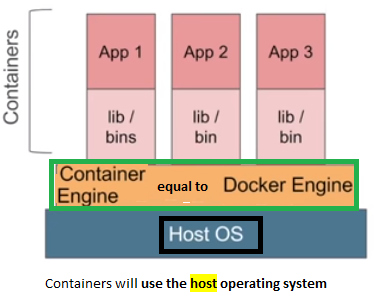 Containers
App 1
App 2
App 3
lib /
bins
lib /
bin
lib /
bin
Container
Engine
equal to
Docker Engine
Host OS
Containers will use the host operating system